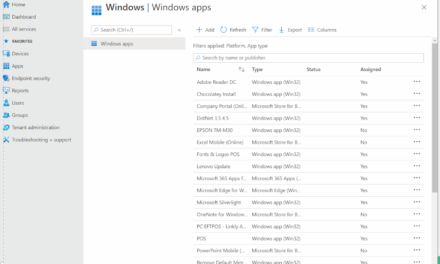 Home
Dashboard
All services
FAVORITES
Devices
Apps
Endpoint security
Reports
Users
Groups
Tenant administration
Troubleshooting + support
Windows | Windows apps
Search (Ctrl+/)
Windows apps
Add Refresh Filter Export Columns
Filters applied: Platform, App type
Search by name or publisher
Name Type Status Assigned
Adobe Reader DC Windows app (Win32) Yes
Chocolatey Install Windows app (Win32) Yes
Company Portal (Onl... Microsoft Store for B... Yes
DotNet 3.5 4.5 Windows app (Win32) Yes
EPSON TM-M30 Windows app (Win32) No
Excel Mobile (Online) Microsoft Store for B... No
Fonts & Logos POS Windows app (Win32) Yes
Lenovo Update Windows app (Win32) Yes
Microsoft 365 Apps f... Microsoft 365 Apps (... Yes
Microsoft Edge for W... Microsoft Edge (Win... Yes
Microsoft Silverlight Windows app (Win32) Yes
OneNote for Window... Microsoft Store for B... No
PC EFTPOS - Linkly A... Windows app (Win32) Yes
POS Windows app (Win32) Yes
PowerPoint Mobile (... Microsoft Store for B... No
Remove Default Metr... Windows app (Win32) Yes